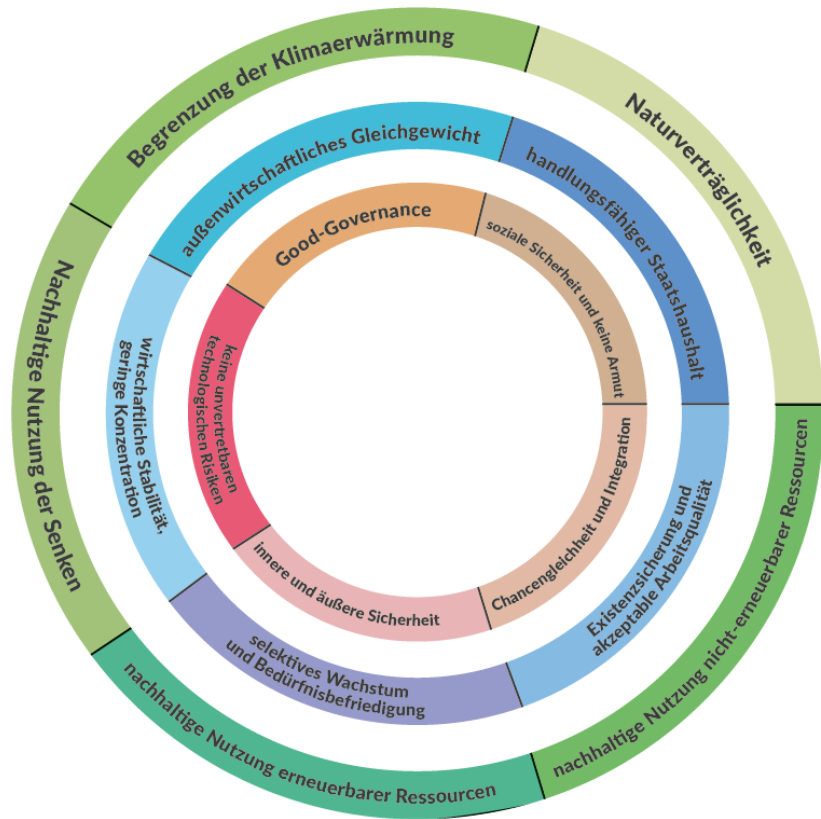 Begrenzung der Klimaerwärmung
Naturverträglichkeit
nachhaltige Nutzung nicht-erneuerbarer Ressourcen
nachhaltige Nutzung erneuerbarer Ressourcen
Nachhaltige Nutzung der Senken
außenwirtschaftliches Gleichgewicht
handlungsfähiger Staatshaushalt
Existenzsicherung und
akzeptable Arbeitsqualität
selektives Wachstum
und Bedürfnisbefriedigung
wirtschaftliche Stabilität,
geringe Konzentration
Good-Governance
soziale Sicherheit und keine Armut
Chancengleichheit und Integration
innere und äußere Sicherheit
keine unvertretbaren
technologischen Risiken